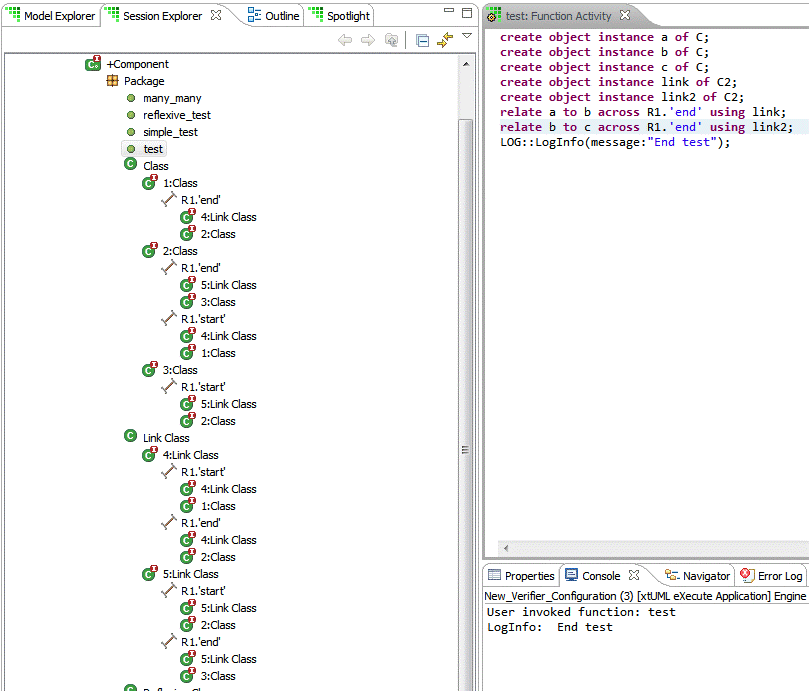 Model Explorer
Session Explorer
Outline
Spotlight
+Component
Package
many_many
reflexive_test
simple_test
test
Class
1:Class
R1.'end'
4:Link Class
2:Class
2:Class
R1.'end'
5:Link Class
3:Class
R1.'start'
4:Link Class
1:Class
3:Class
R1.'start'
5:Link Class
2:Class
Link Class
4:Link Class
R1.'start'
4:Link Class
1:Class
R1.'end'
4:Link Class
2:Class
5:Link Class
R1.'start'
5:Link Class
2:Class
R1.'end'
5:Link Class
3:Class
test: Function Activity
create object instance a of C;
create object instance b of C;
create object instance c of C;
create object instance link of C2;
create object instance link2 of C2;
relate a to b across R1.'end' using link;
relate b to c across R1.'end' using link2;
LOG::LogInfo(message:"End test");
Properties
Console
Navigator
Error Log
New_Verifier_Configuration (3) [xtUML eXecute Application] Engine
User invoked function: test
LogInfo:  End test